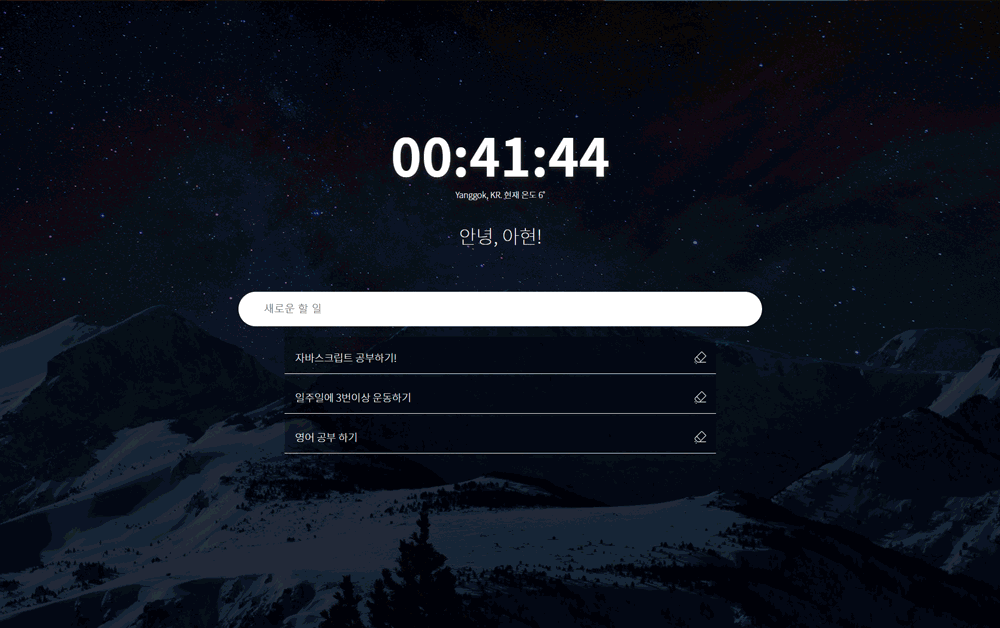 00:41:44
Yanggok, KR. 현재 온도 6°
안녕, 아현!
새로운 할 일
자바스크립트 공부하기!
일주일에 3번이상 운동하기
영어 공부 하기